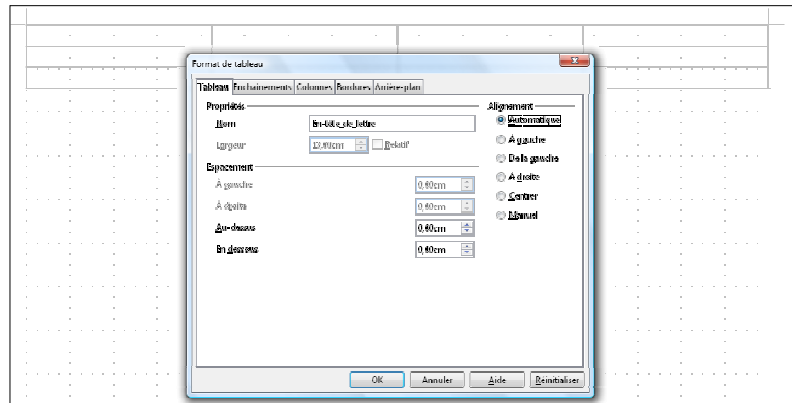 Format de tableau
Tableau Enchaînements Colonnes Bordures Arrière-plan
Propriétés
Alignement
Nom
En-tête_de_lettre
Automatique
Largeur
Relatif
À gauche
De la gauche
Espacement
À gauche
0,00cm
À droite
À droite
0,00cm
Centrer
Au-dessus
0,00cm
Manuel
En dessous
0,00cm
OK Annuler Aide Réinitialiser